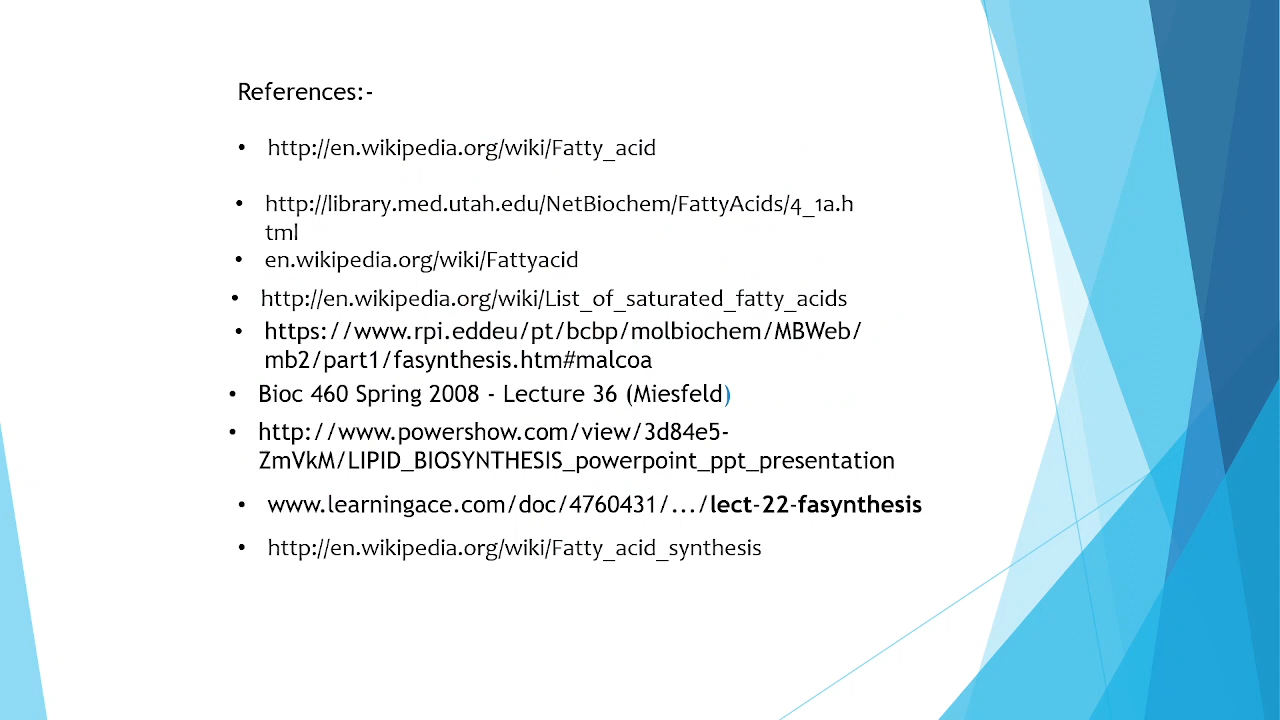 References:-
• http://en.wikipedia.org/wiki/Fatty_acid
• http://library.med.utah.edu/NetBiochem/FattyAcids/4_1a.h
tml
• en.wikipedia.org/wiki/Fattyacid
• http://en.wikipedia.org/wiki/List_of_saturated_fatty_acids
• https://www.rpi.eddeu/pt/bcbp/molbiochem/MBWeb/
mb2/part1/fasynthesis.htm#malcoa
• Bioc 460 Spring 2008 - Lecture 36 (Miesfeld)
• http://www.powershow.com/view/3d84e5-
ZmVkM/LIPID_BIOSYNTHESIS_powerpoint_ppt_presentation
• www.learningace.com/doc/4760431/.../lect-22-fasynthesis
• http://en.wikipedia.org/wiki/Fatty_acid_synthesis